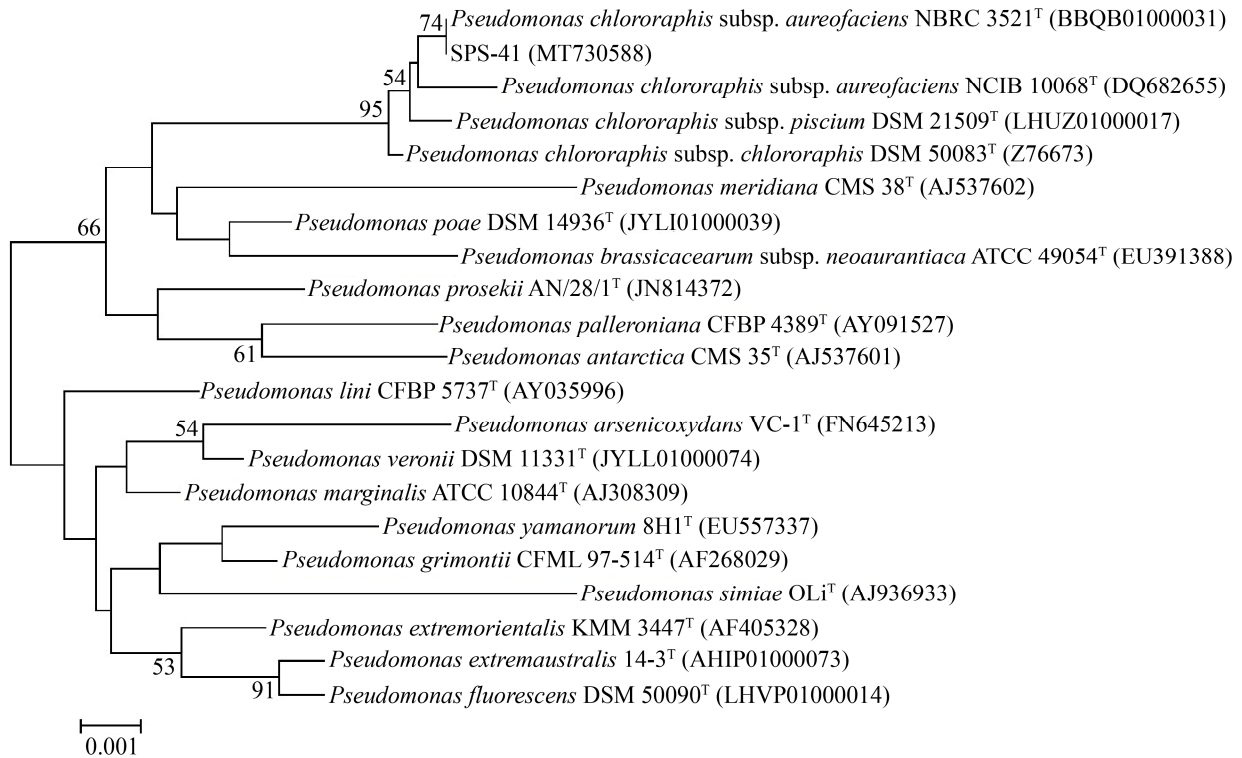 74
Pseudomonas chlororaphis subsp. aureofaciens NBRC 3521ᵀ (BBQB01000031)
SPS-41 (MT730588)
54
Pseudomonas chlororaphis subsp. aureofaciens NCIB 10068ᵀ (DQ682655)
95
Pseudomonas chlororaphis subsp. piscium DSM 21509ᵀ (LHUZ01000017)
Pseudomonas chlororaphis subsp. chlororaphis DSM 50083ᵀ (Z76673)
Pseudomonas meridiana CMS 38ᵀ (AJ537602)
66
Pseudomonas poae DSM 14936ᵀ (JYLI01000039)
Pseudomonas brassicacearum subsp. neoaurantiaca ATCC 49054ᵀ (EU391388)
Pseudomonas prosekii AN/28/1ᵀ (JN814372)
Pseudomonas palleroniana CFBP 4389ᵀ (AY091527)
61
Pseudomonas antarctica CMS 35ᵀ (AJ537601)
Pseudomonas lini CFBP 5737ᵀ (AY035996)
54
Pseudomonas arsenicoxydans VC-1ᵀ (FN645213)
Pseudomonas veronii DSM 11331ᵀ (JYLL01000074)
Pseudomonas marginalis ATCC 10844ᵀ (AJ308309)
Pseudomonas yamanorum 8H1ᵀ (EU557337)
Pseudomonas grimontii CFML 97-514ᵀ (AF268029)
Pseudomonas simiae OLiᵀ (AJ936933)
Pseudomonas extremorientalis KMM 3447ᵀ (AF405328)
53
Pseudomonas extremaustralis 14-3ᵀ (AHIP01000073)
91
Pseudomonas fluorescens DSM 50090ᵀ (LHVP01000014)
0.001